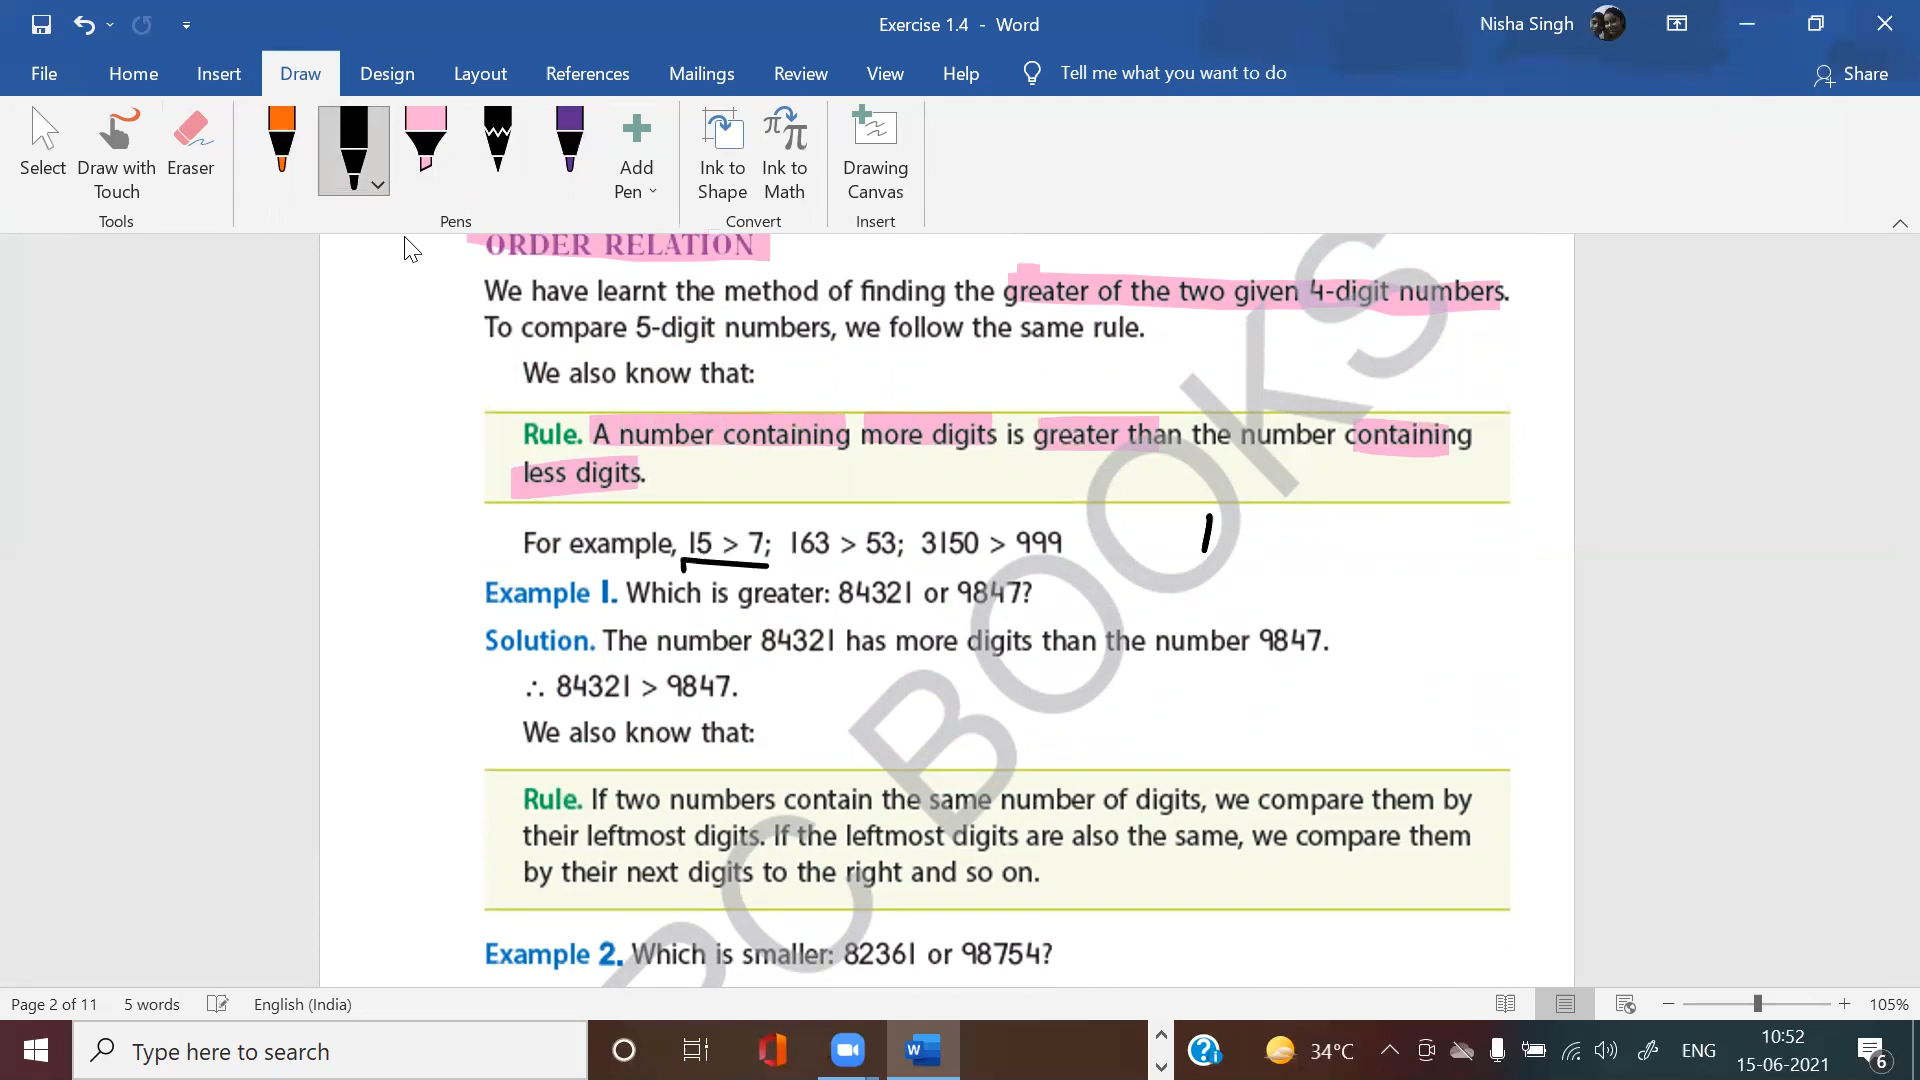 Exercise 1.4 - Word
Nisha Singh
File Home Insert Draw Design Layout References Mailings Review View Help Tell me what you want to do Share
Select Draw with Touch Eraser Add Pen Ink to Shape Ink to Math Drawing Canvas
Tools Pens Convert Insert
ORDER RELATION
We have learnt the method of finding the greater of the two given 4-digit numbers.
To compare 5-digit numbers, we follow the same rule.
We also know that:
Rule. A number containing more digits is greater than the number containing
less digits.
For example, 15 > 7; 163 > 53; 3150 > 999
Example 1. Which is greater: 84321 or 9847?
Solution. The number 84321 has more digits than the number 9847.
∴ 84321 > 9847.
We also know that:
Rule. If two numbers contain the same number of digits, we compare them by
their leftmost digits. If the leftmost digits are also the same, we compare them
by their next digits to the right and so on.
Example 2. Which is smaller: 82361 or 98754?
PC BOOKS
Page 2 of 11 5 words English (India) 105%
Type here to search
34°C ENG 10:52
15-06-2021 6